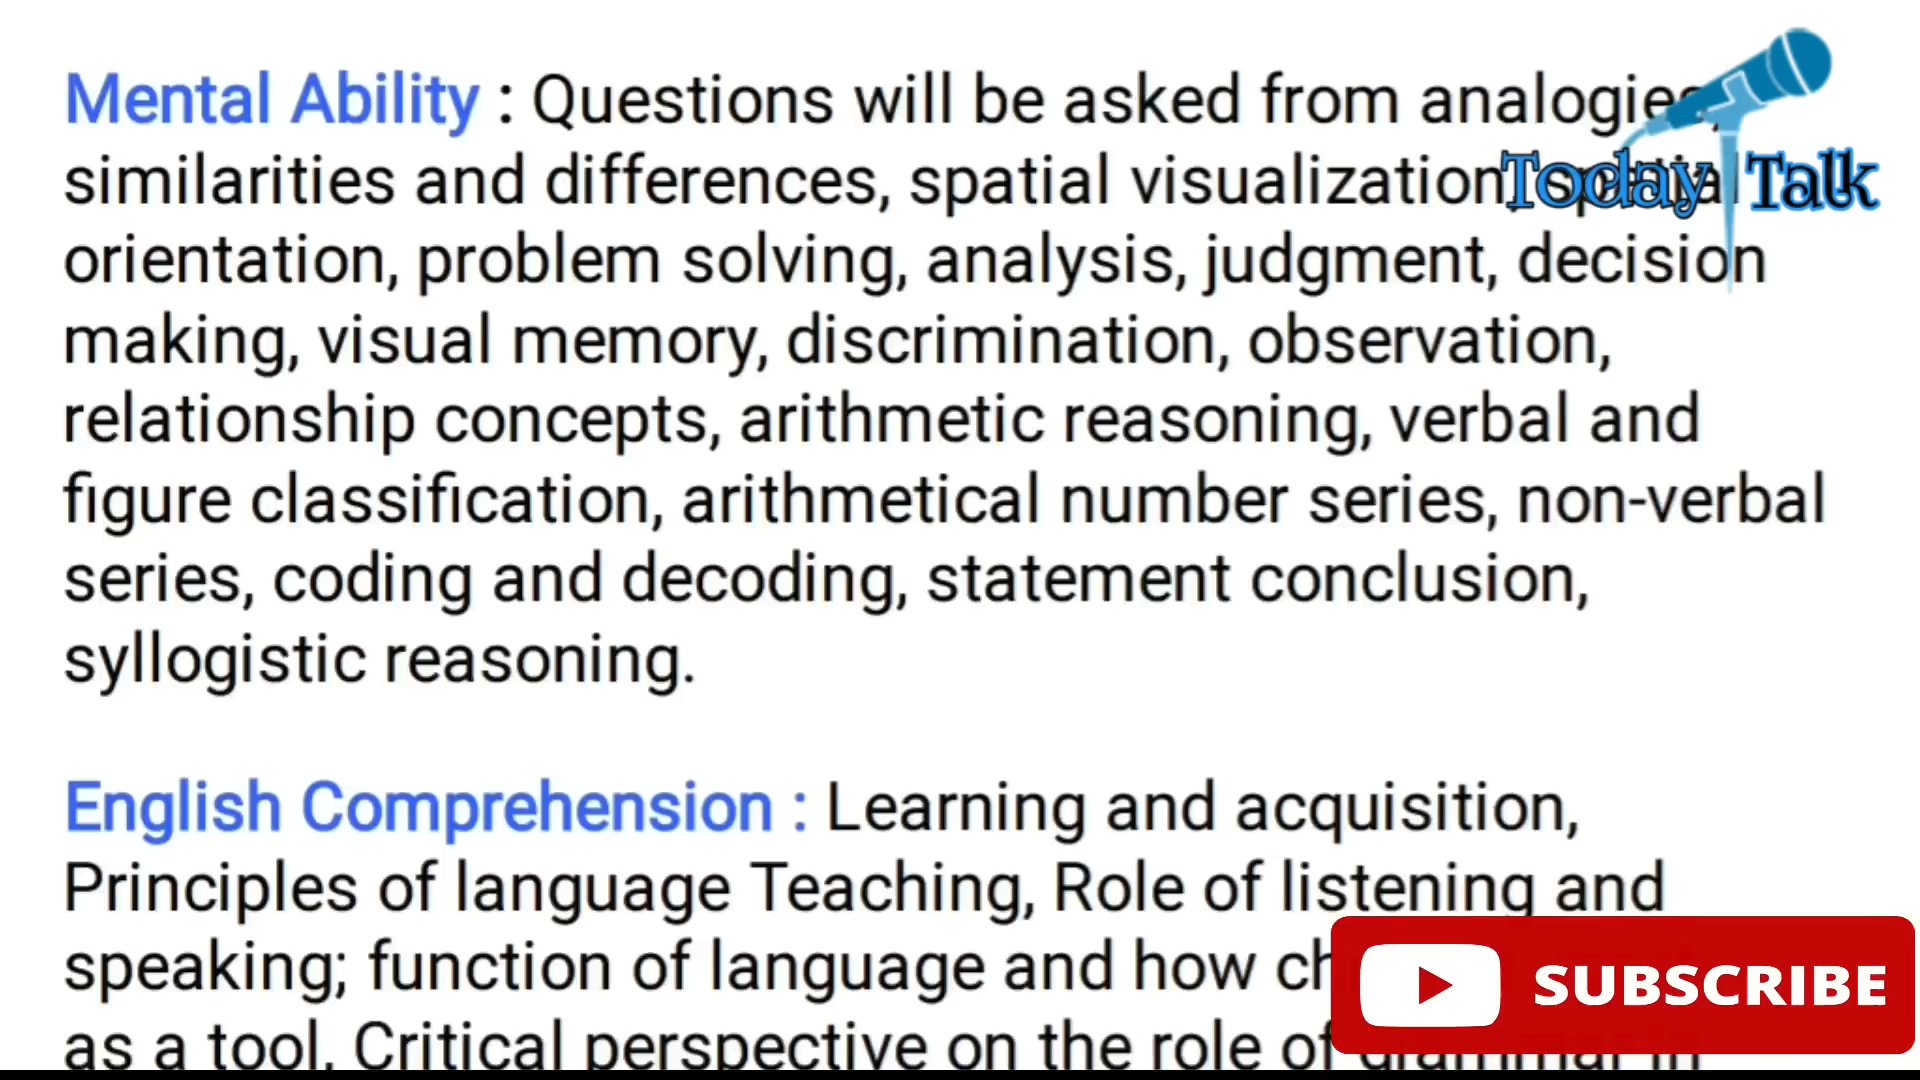 Mental Ability : Questions will be asked from analogies,
similarities and differences, spatial visualization, spatial
orientation, problem solving, analysis, judgment, decision
making, visual memory, discrimination, observation,
relationship concepts, arithmetic reasoning, verbal and
figure classification, arithmetical number series, non-verbal
series, coding and decoding, statement conclusion,
syllogistic reasoning.
English Comprehension : Learning and acquisition,
Principles of language Teaching, Role of listening and
speaking; function of language and how
as a tool, Critical perspective on the role of grammar in
Today Talk
SUBSCRIBE